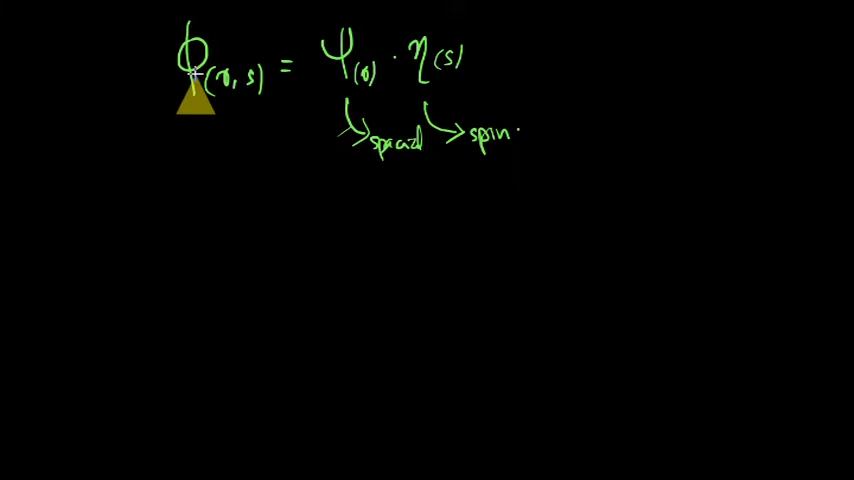 ϕ(r, s) = ψ(r) · η(s)
spacial spin.